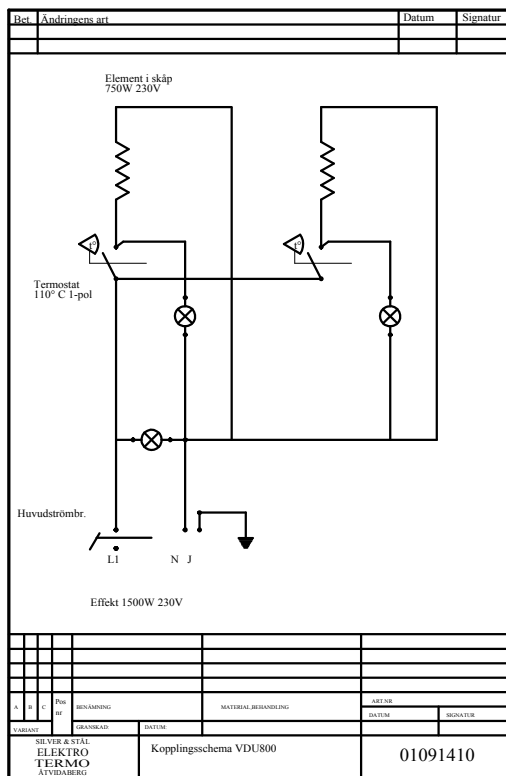 Bet. Ändringens art Datum Signatur
Element i skåp
750W 230V
t° t°
Termostat
110° C 1-pol
Huvudströmbr.
L1 N J
Effekt 1500W 230V
A B C Pos nr BENÄMNING MATERIAL,BEHANDLING ART.NR
DATUM SIGNATUR
VARIANT GRANSKAD: DATUM:
SILVER & STÅL
ELEKTRO
TERMO
ÅTVIDABERG
Kopplingsschema VDU800
01091410